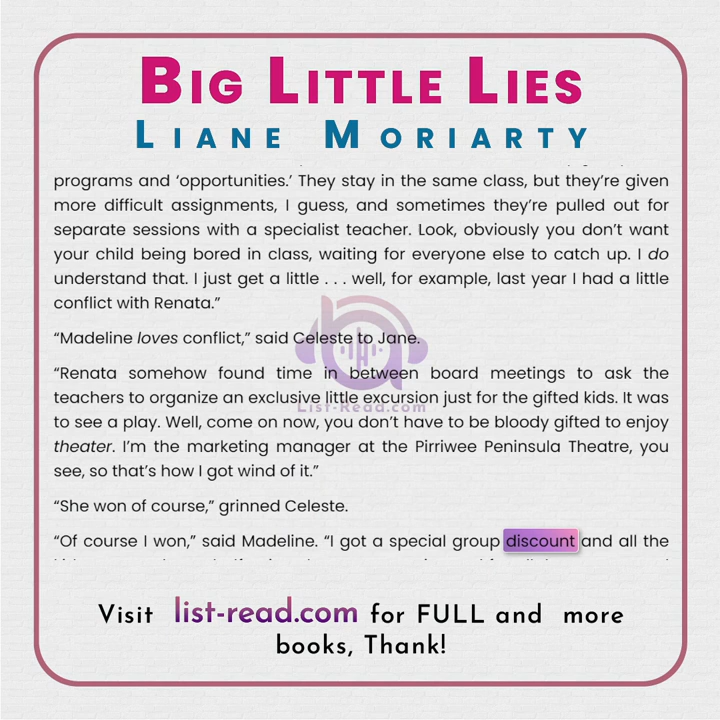 BIG LITTLE LIES
LIANE MORIARTY
programs and ‘opportunities.’ They stay in the same class, but they’re given
more difficult assignments, I guess, and sometimes they’re pulled out for
separate sessions with a specialist teacher. Look, obviously you don’t want
your child being bored in class, waiting for everyone else to catch up. I do
understand that. I just get a little . . . well, for example, last year I had a little
conflict with Renata.”
“Madeline loves conflict,” said Celeste to Jane.
“Renata somehow found time in between board meetings to ask the
teachers to organize an exclusive little excursion just for the gifted kids. It was
List-Read.com
to see a play. Well, come on now, you don’t have to be bloody gifted to enjoy
theater. I’m the marketing manager at the Pirriwee Peninsula Theatre, you
see, so that’s how I got wind of it.”
“She won of course,” grinned Celeste.
“Of course I won,” said Madeline. “I got a special group discount and all the
Visit list-read.com for FULL and more
books, Thank!